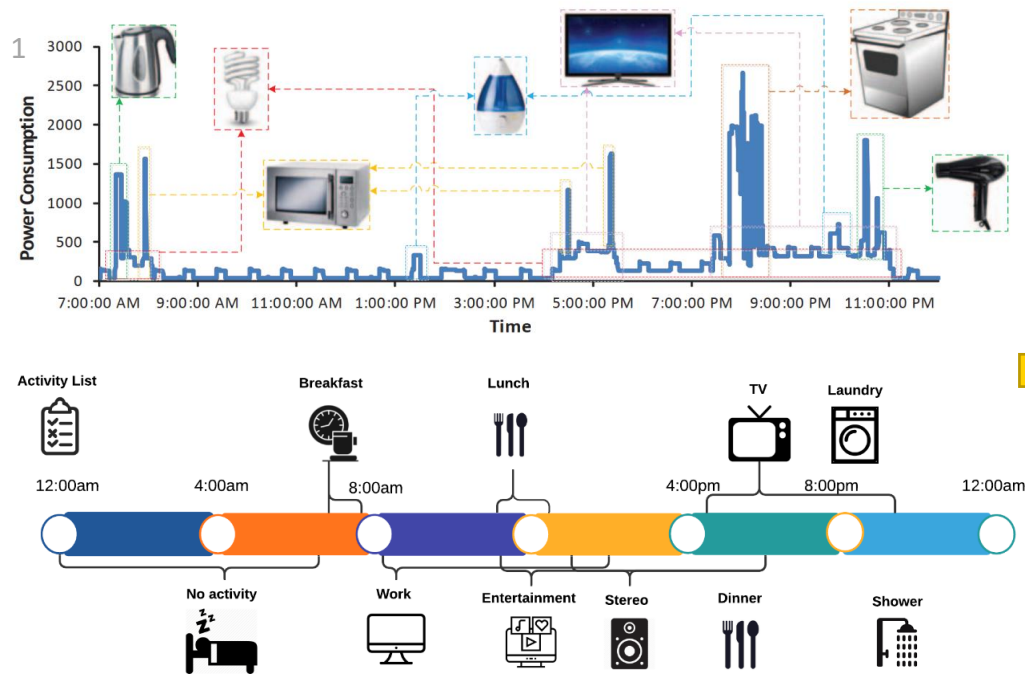 1
3000
2500
2000
1500
1000
500
0
Power Consumption
7:00:00 AM 9:00:00 AM 11:00:00 AM 1:00:00 PM 3:00:00 PM 5:00:00 PM 7:00:00 PM 9:00:00 PM 11:00:00 PM
Time
Activity List
Breakfast
Lunch
TV
Laundry
12:00am
4:00am
8:00am
4:00pm
8:00pm
12:00am
No activity
Work
Entertainment
Stereo
Dinner
Shower
z
z
z